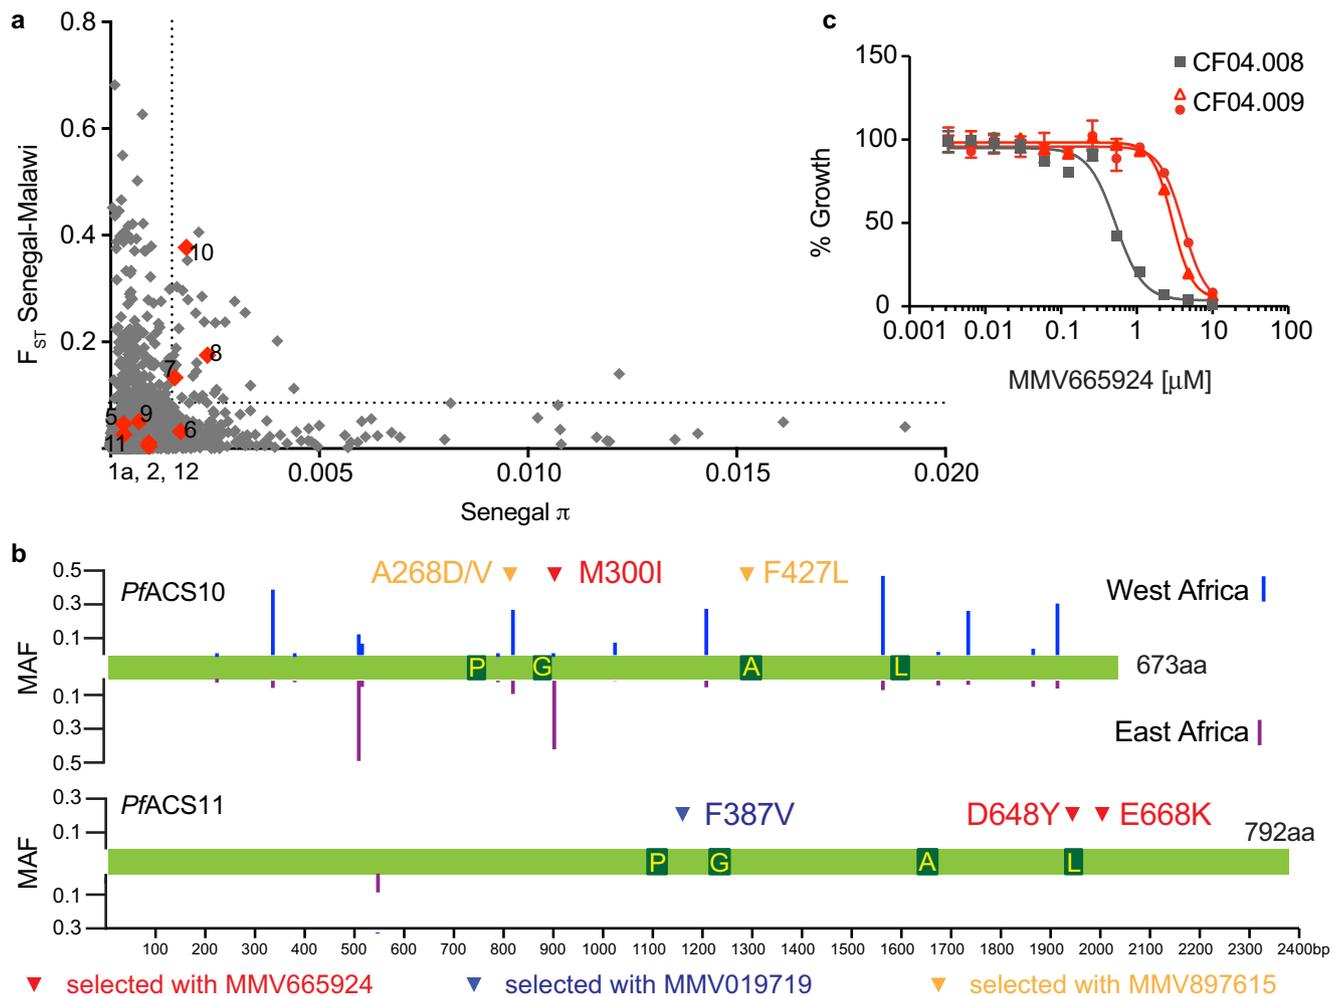 a
0.8
0.6
0.4
0.2
F_ST Senegal-Malawi
10
8
7
5
9
6
11
1a, 2, 12
0.005
0.010
0.015
0.020
Senegal π
c
150
100
50
0
% Growth
CF04.008
CF04.009
0.001
0.01
0.1
1
10
100
MMV665924 [μM]
b
0.5
0.3
0.1
0.1
0.3
0.5
MAF
PfACS10
A268D/V
M300I
F427L
West Africa
P
G
A
L
673aa
East Africa
0.3
0.1
0.1
0.3
MAF
PfACS11
F387V
D648Y
E668K
792aa
P
G
A
L
100 200 300 400 500 600 700 800 900 1000 1100 1200 1300 1400 1500 1600 1700 1800 1900 2000 2100 2200 2300 2400bp
selected with MMV665924
selected with MMV019719
selected with MMV897615